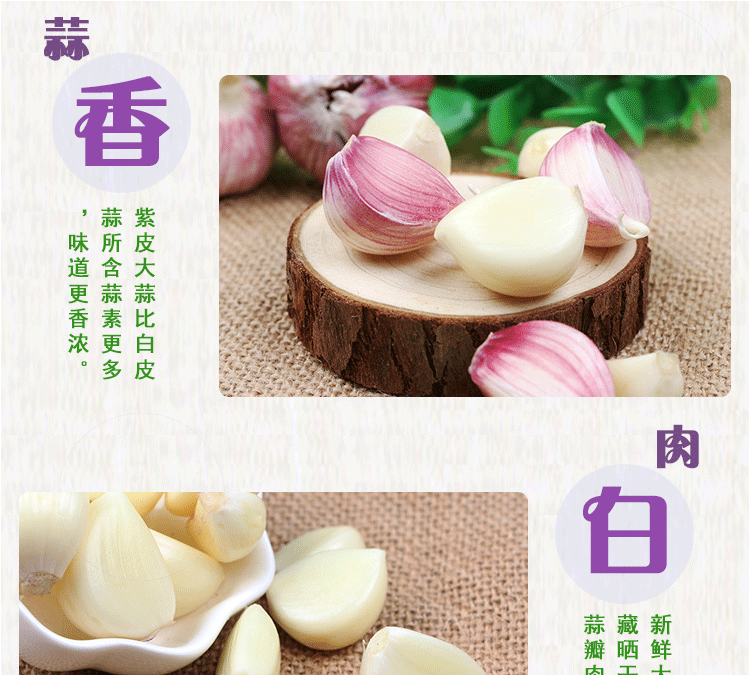 蒜
香
紫皮大蒜比白皮
蒜所含蒜素更多
，味道更香浓。
肉
白
新鲜大
藏晒干
蒜瓣肉